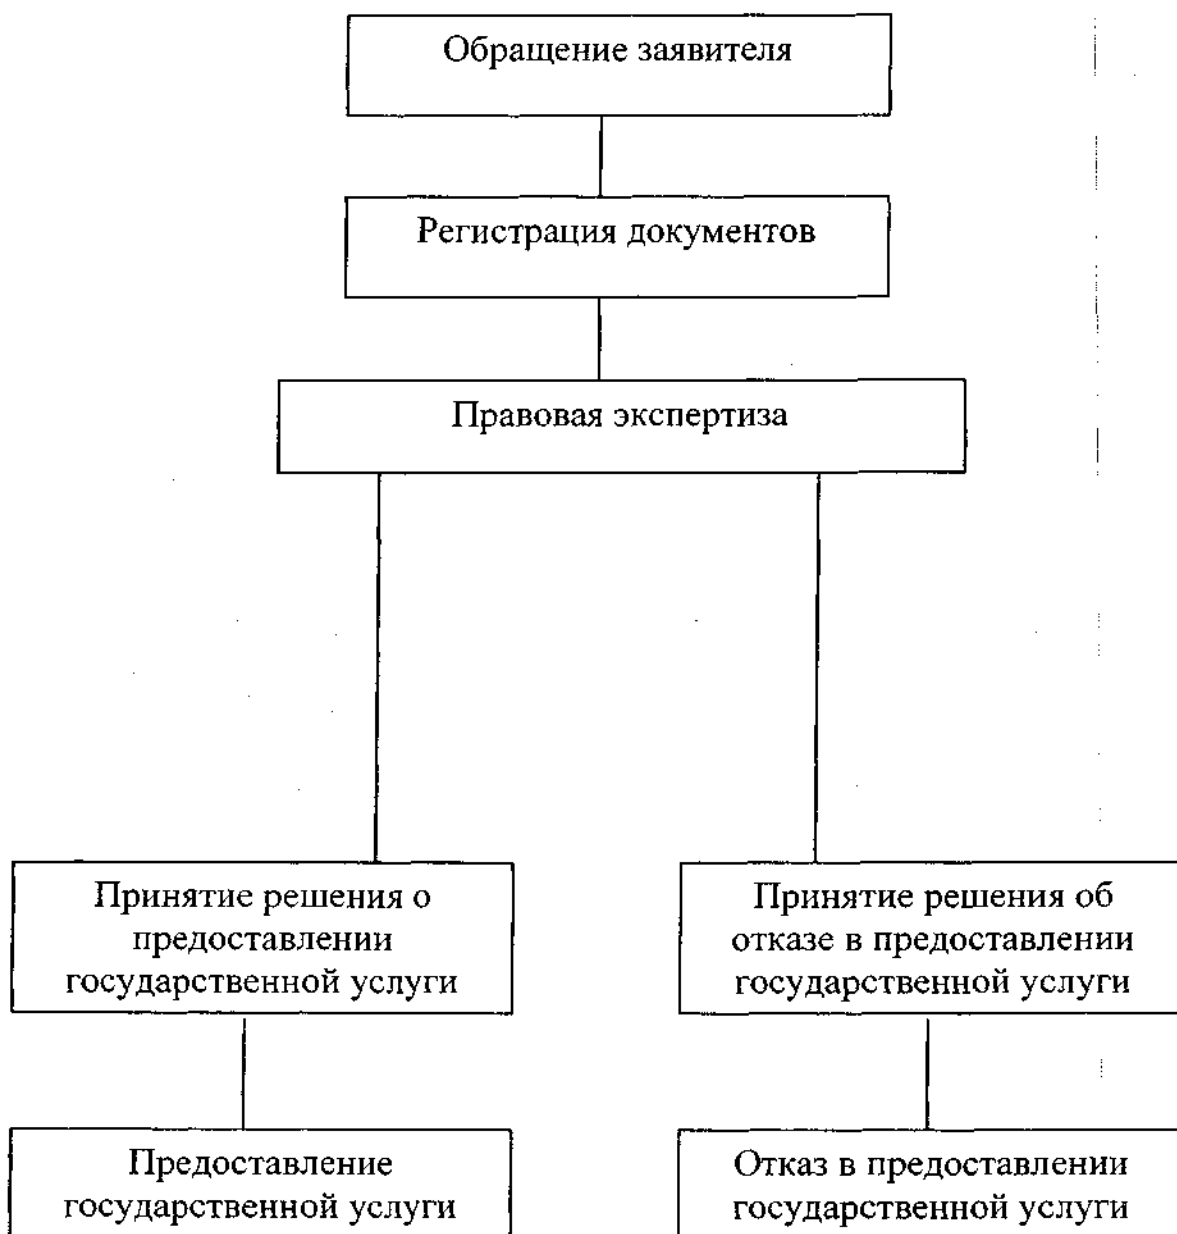 Обращение заявителя
Регистрация документов
Правовая экспертиза
Принятие решения о
предоставлении
государственной услуги
Принятие решения об
отказе в предоставлении
государственной услуги
Предоставление
государственной услуги
Отказ в предоставлении
государственной услуги